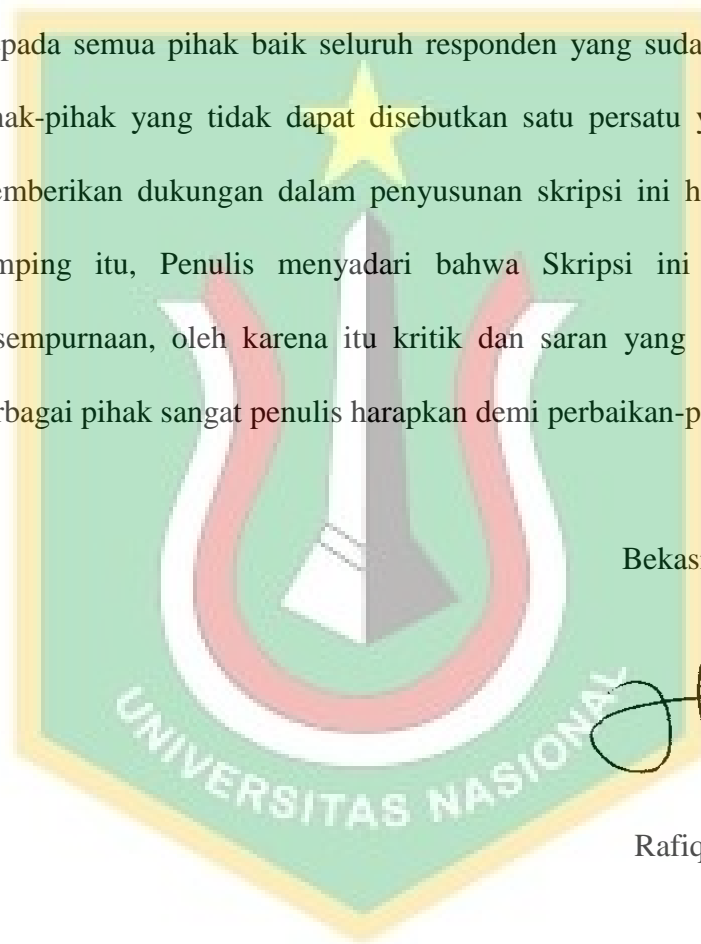 pada semua pihak baik seluruh responden yang suda
ak-pihak yang tidak dapat disebutkan satu persatu y
emberikan dukungan dalam penyusunan skripsi ini h
mping itu, Penulis menyadari bahwa Skripsi ini
sempurnaan, oleh karena itu kritik dan saran yang
rbagai pihak sangat penulis harapkan demi perbaikan-p
Bekasi
UNIVERSITAS NASIONAL
Rafiq